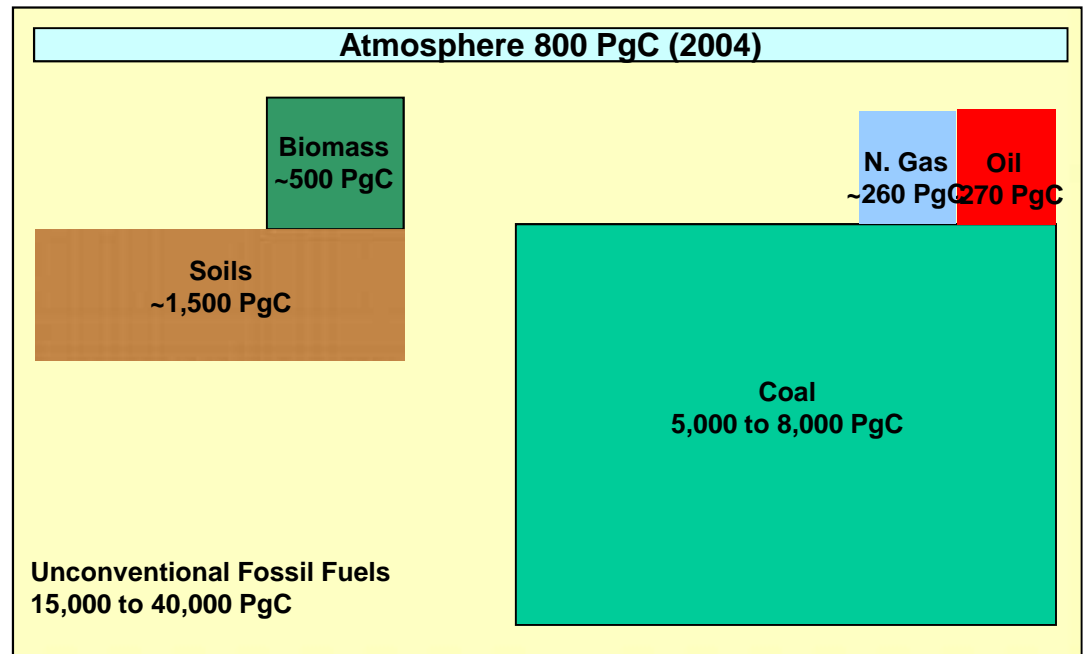 Atmosphere 800 PgC (2004)
Biomass
~500 PgC
N. Gas
~260 PgC
Oil
270 PgC
Soils
~1,500 PgC
Coal
5,000 to 8,000 PgC
Unconventional Fossil Fuels
15,000 to 40,000 PgC